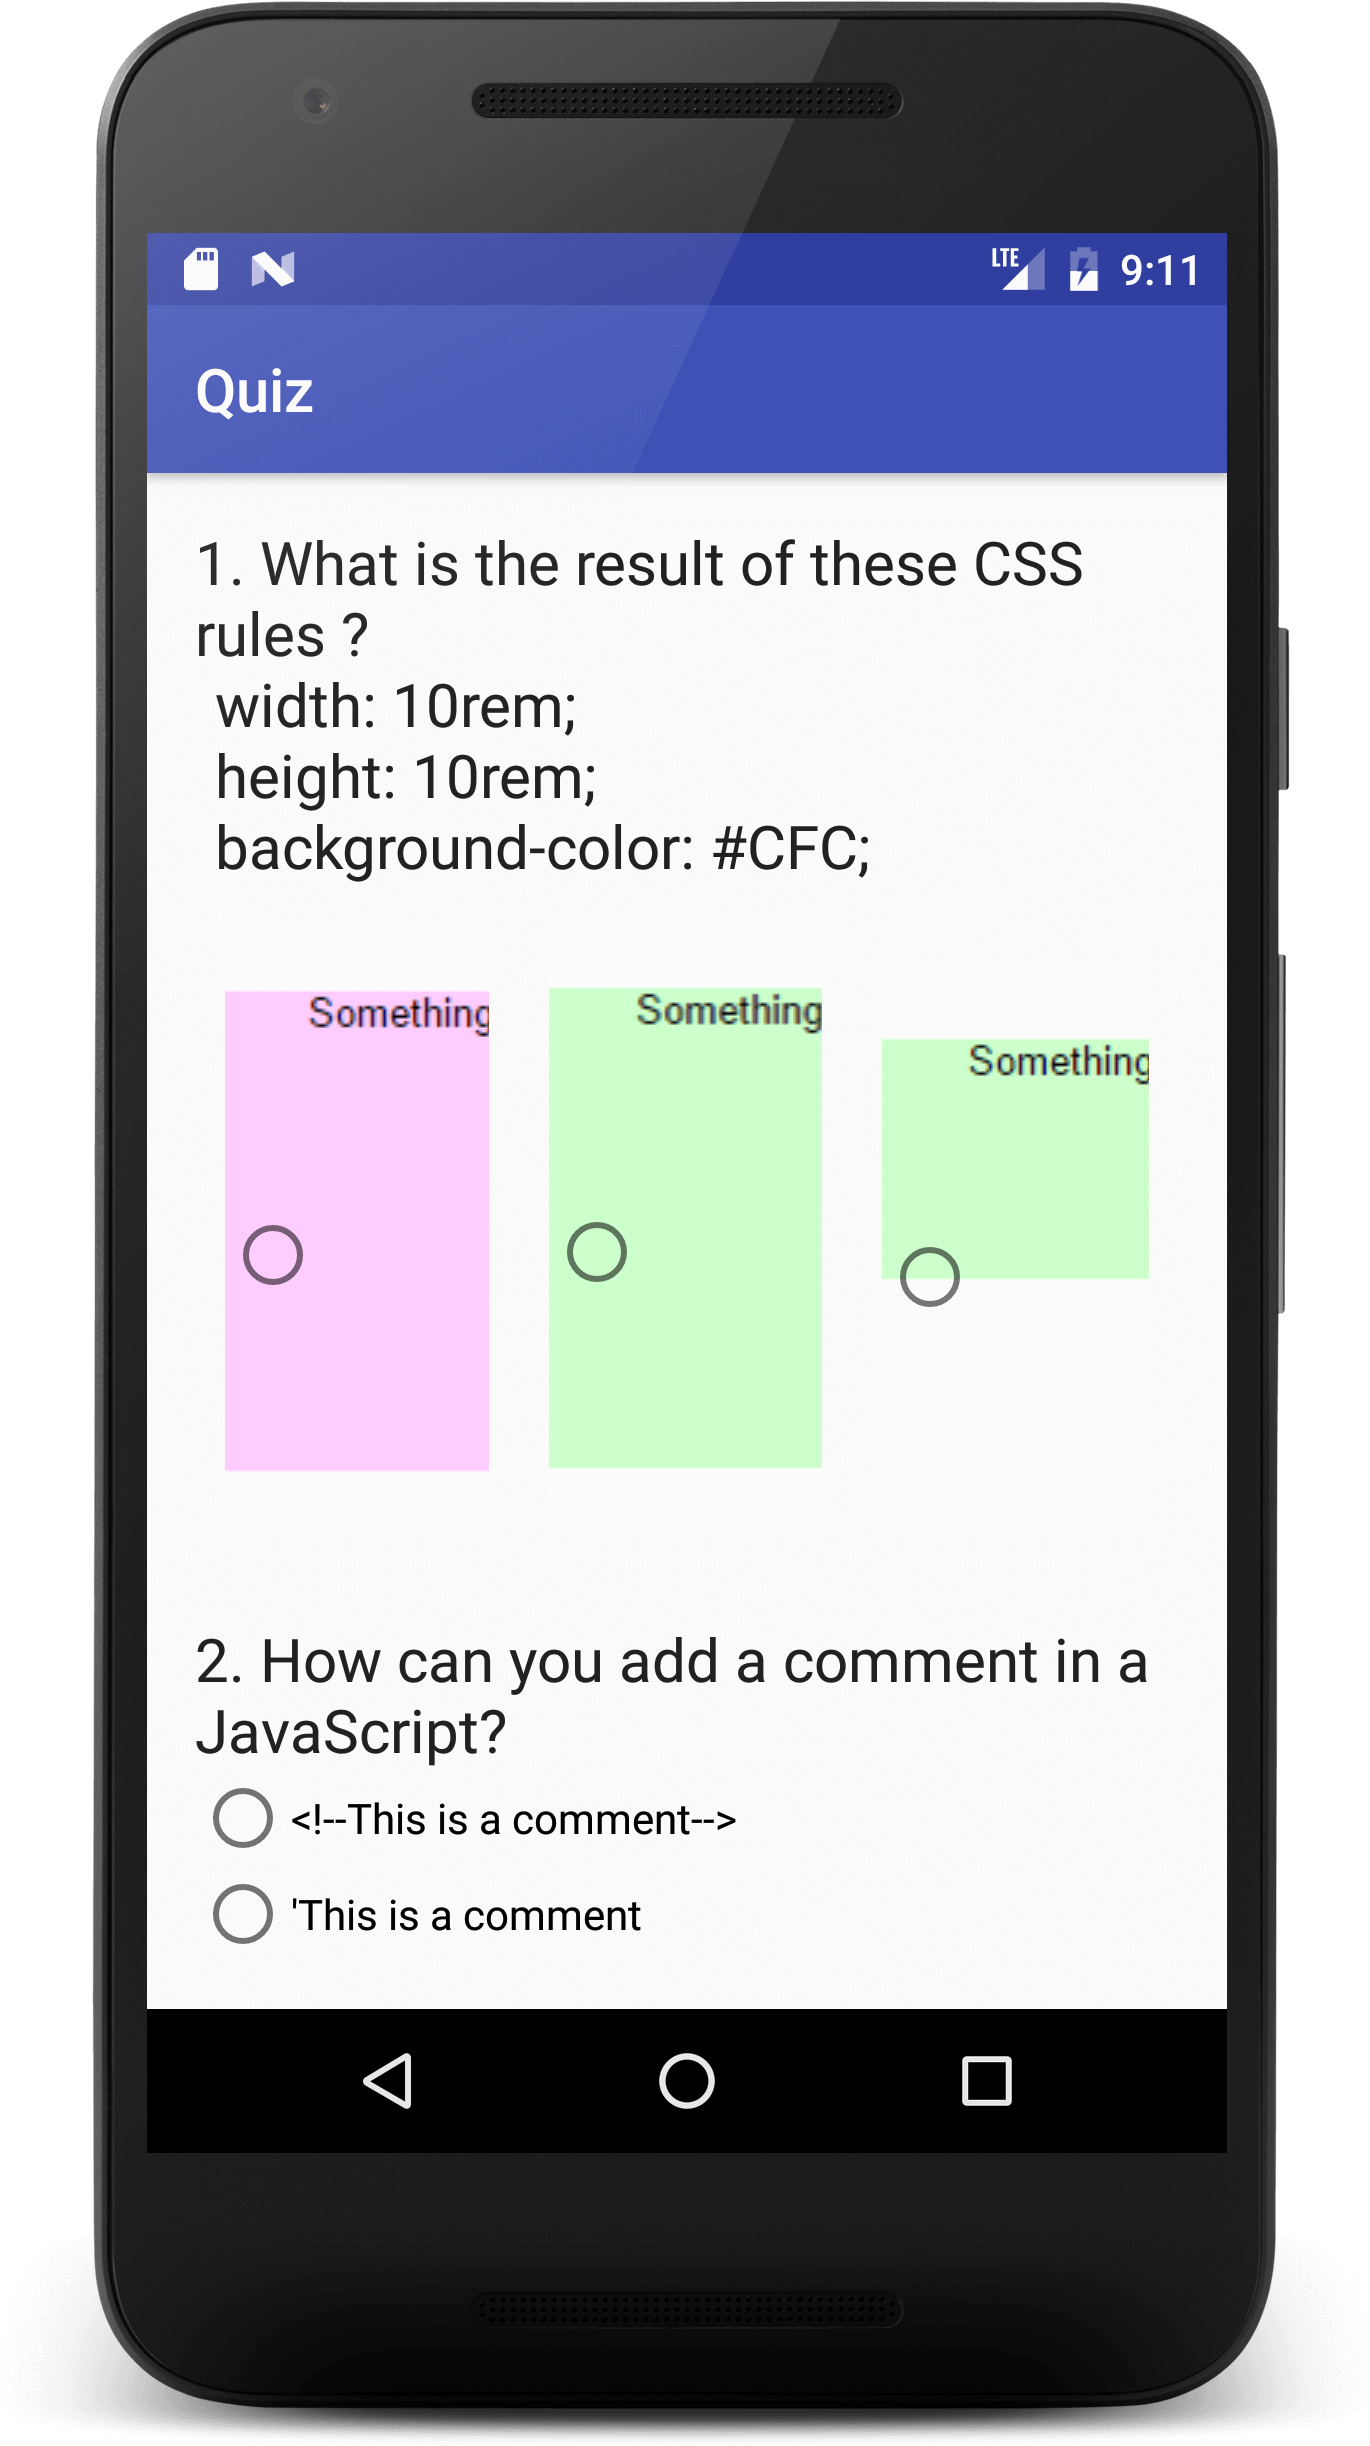 LTE 9:11
Quiz
1. What is the result of these CSS
rules ?
width: 10rem;
height: 10rem;
background-color: #CFC;
Something
Something
Something
2. How can you add a comment in a
JavaScript?
<!--This is a comment-->
'This is a comment